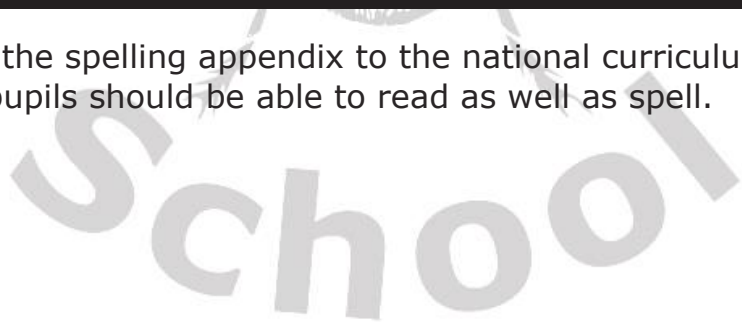 the spelling appendix to the national curriculu
pupils should be able to read as well as spell.
School